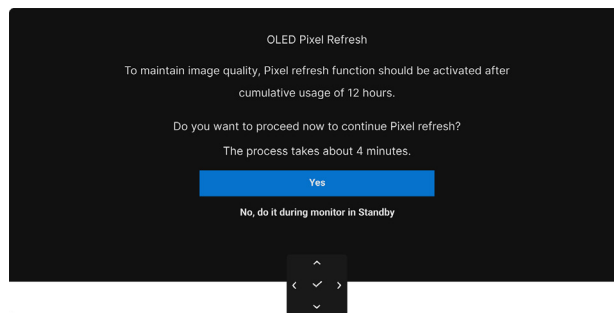 OLED Pixel Refresh
To maintain image quality, Pixel refresh function should be activated after
cumulative usage of 12 hours.
Do you want to proceed now to continue Pixel refresh?
The process takes about 4 minutes.
Yes
No, do it during monitor in Standby